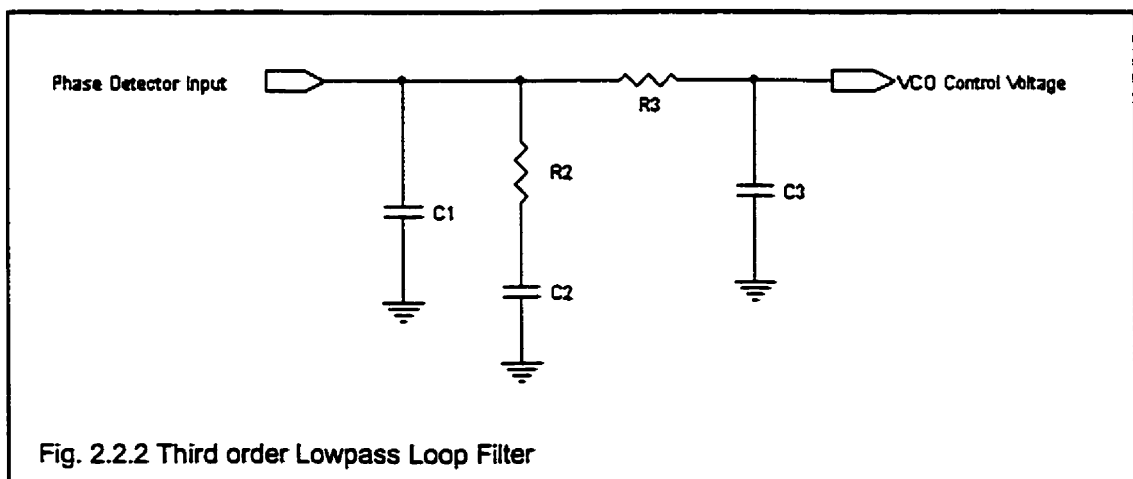 Phase Detector Input
VCO Control Voltage
R3
R2
C1
C3
C2
Fig. 2.2.2 Third order Lowpass Loop Filter